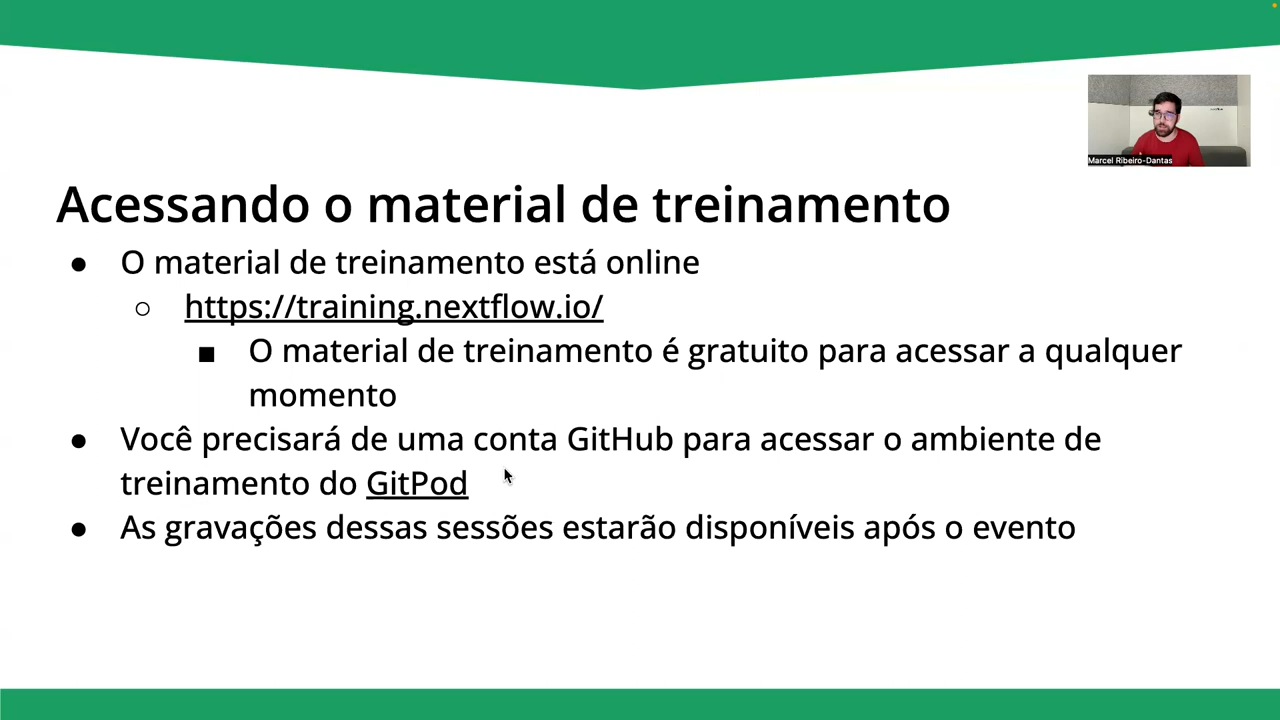 Marcel Ribeiro-Dantas
Acessando o material de treinamento
● O material de treinamento está online
○ https://training.nextflow.io/
■ O material de treinamento é gratuito para acessar a qualquer
momento
● Você precisará de uma conta GitHub para acessar o ambiente de
treinamento do GitPod
● As gravações dessas sessões estarão disponíveis após o evento